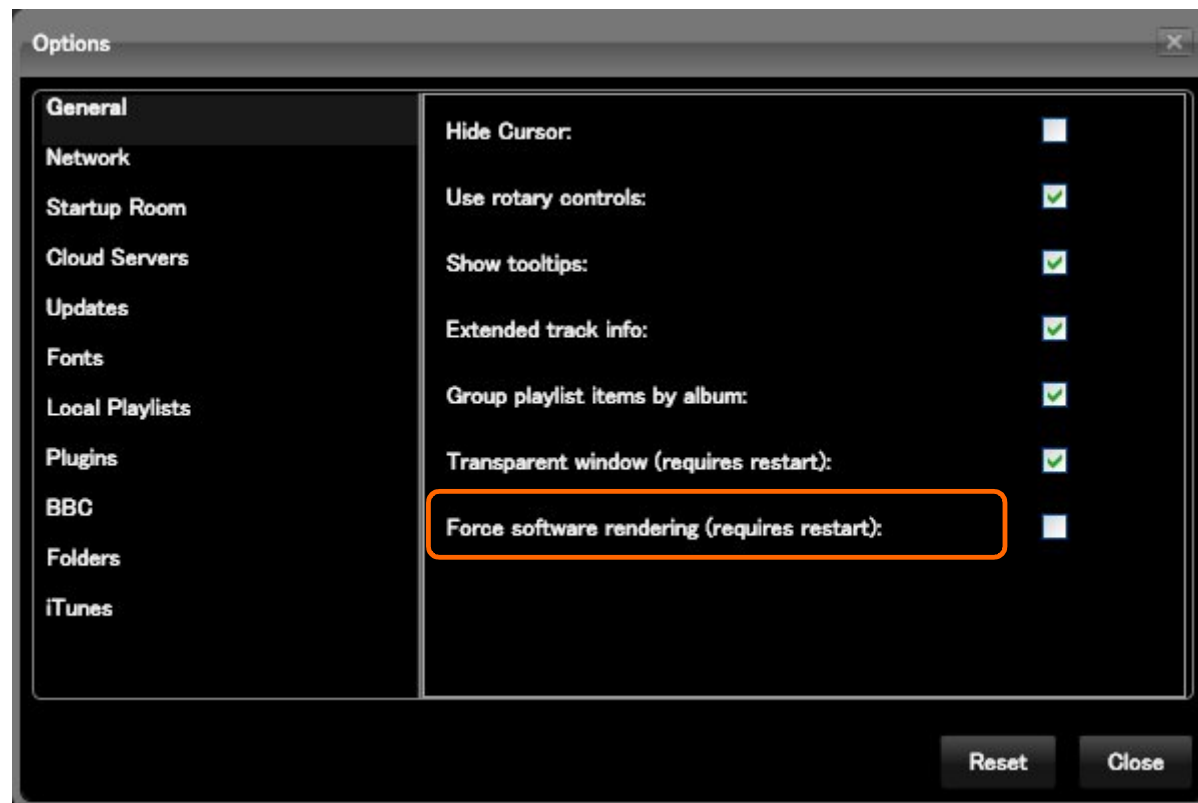 Options
General
Network
Startup Room
Cloud Servers
Updates
Fonts
Local Playlists
Plugins
BBC
Folders
iTunes
Hide Cursor:
Use rotary controls:
Show tooltips:
Extended track info:
Group playlist items by album:
Transparent window (requires restart):
Force software rendering (requires restart):
Reset
Close